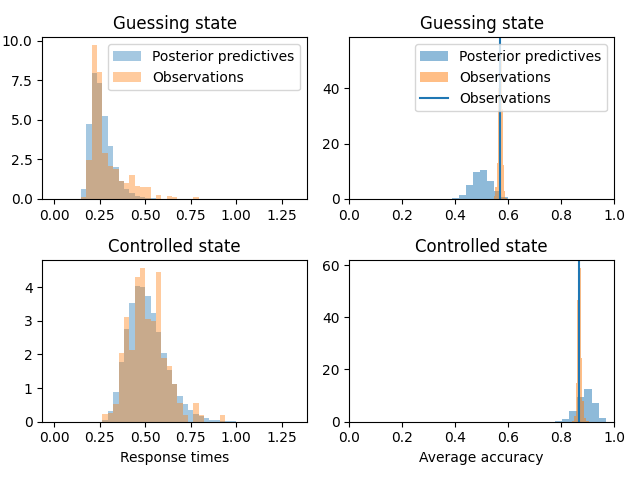 Guessing state
10.0
7.5
5.0
2.5
0.0
0.00 0.25 0.50 0.75 1.00 1.25
Posterior predictives
Observations
Guessing state
40
20
0
0.0 0.2 0.4 0.6 0.8 1.0
Posterior predictives
Observations
Observations
Controlled state
4
3
2
1
0
0.00 0.25 0.50 0.75 1.00 1.25
Response times
Controlled state
60
40
20
0
0.0 0.2 0.4 0.6 0.8 1.0
Average accuracy